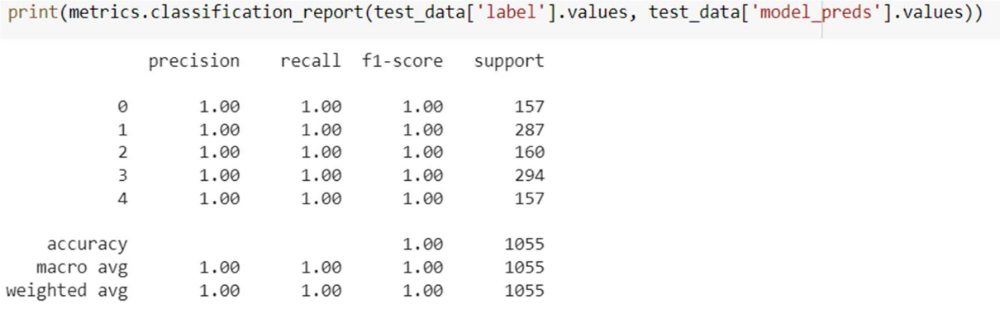 print(metrics.classification_report(test_data['label'].values, test_data['model_preds'].values))
precision recall f1-score support
0 1.00 1.00 1.00 157
1 1.00 1.00 1.00 287
2 1.00 1.00 1.00 160
3 1.00 1.00 1.00 294
4 1.00 1.00 1.00 157
accuracy 1.00 1055
macro avg 1.00 1.00 1.00 1055
weighted avg 1.00 1.00 1.00 1055